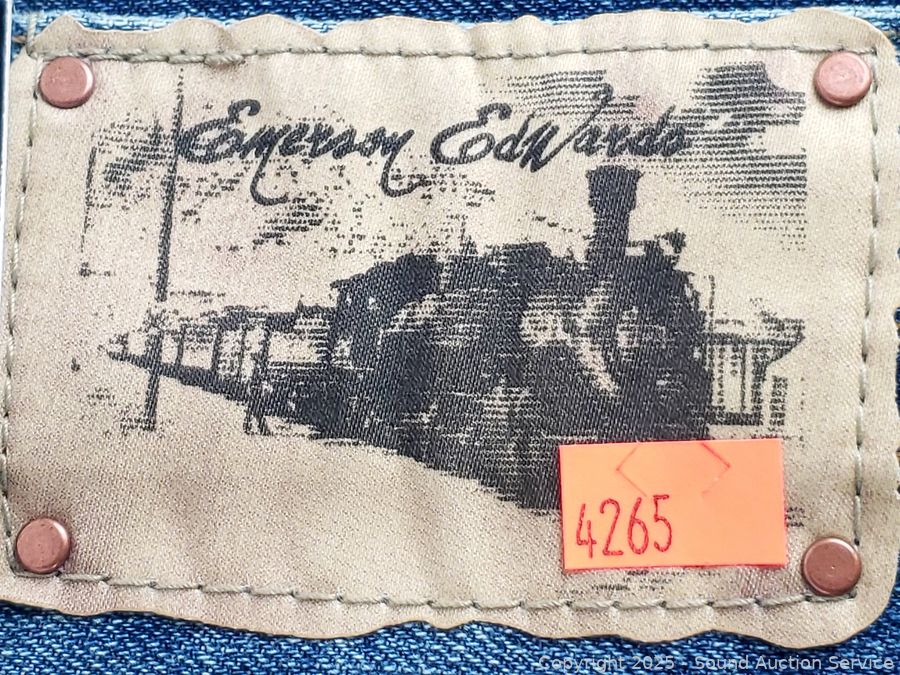 Emerson EdWards
4265
Copyright 2025 - Sound Auction Service